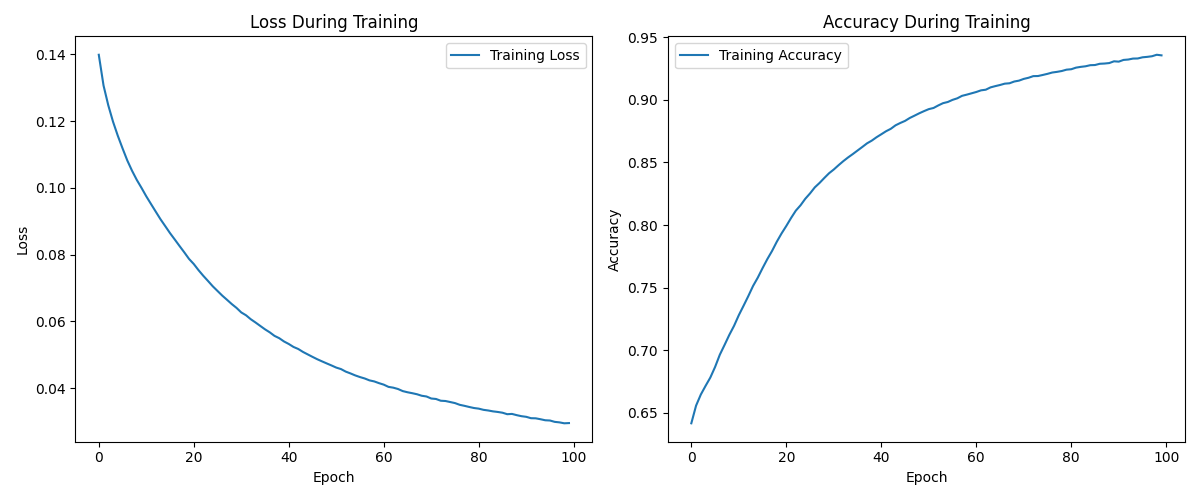 Loss During Training
Training Loss
0.14
0.12
0.10
0.08
0.06
0.04
Loss
0 20 40 60 80 100
Epoch
Accuracy During Training
Training Accuracy
0.95
0.90
0.85
0.80
0.75
0.70
0.65
Accuracy
0 20 40 60 80 100
Epoch